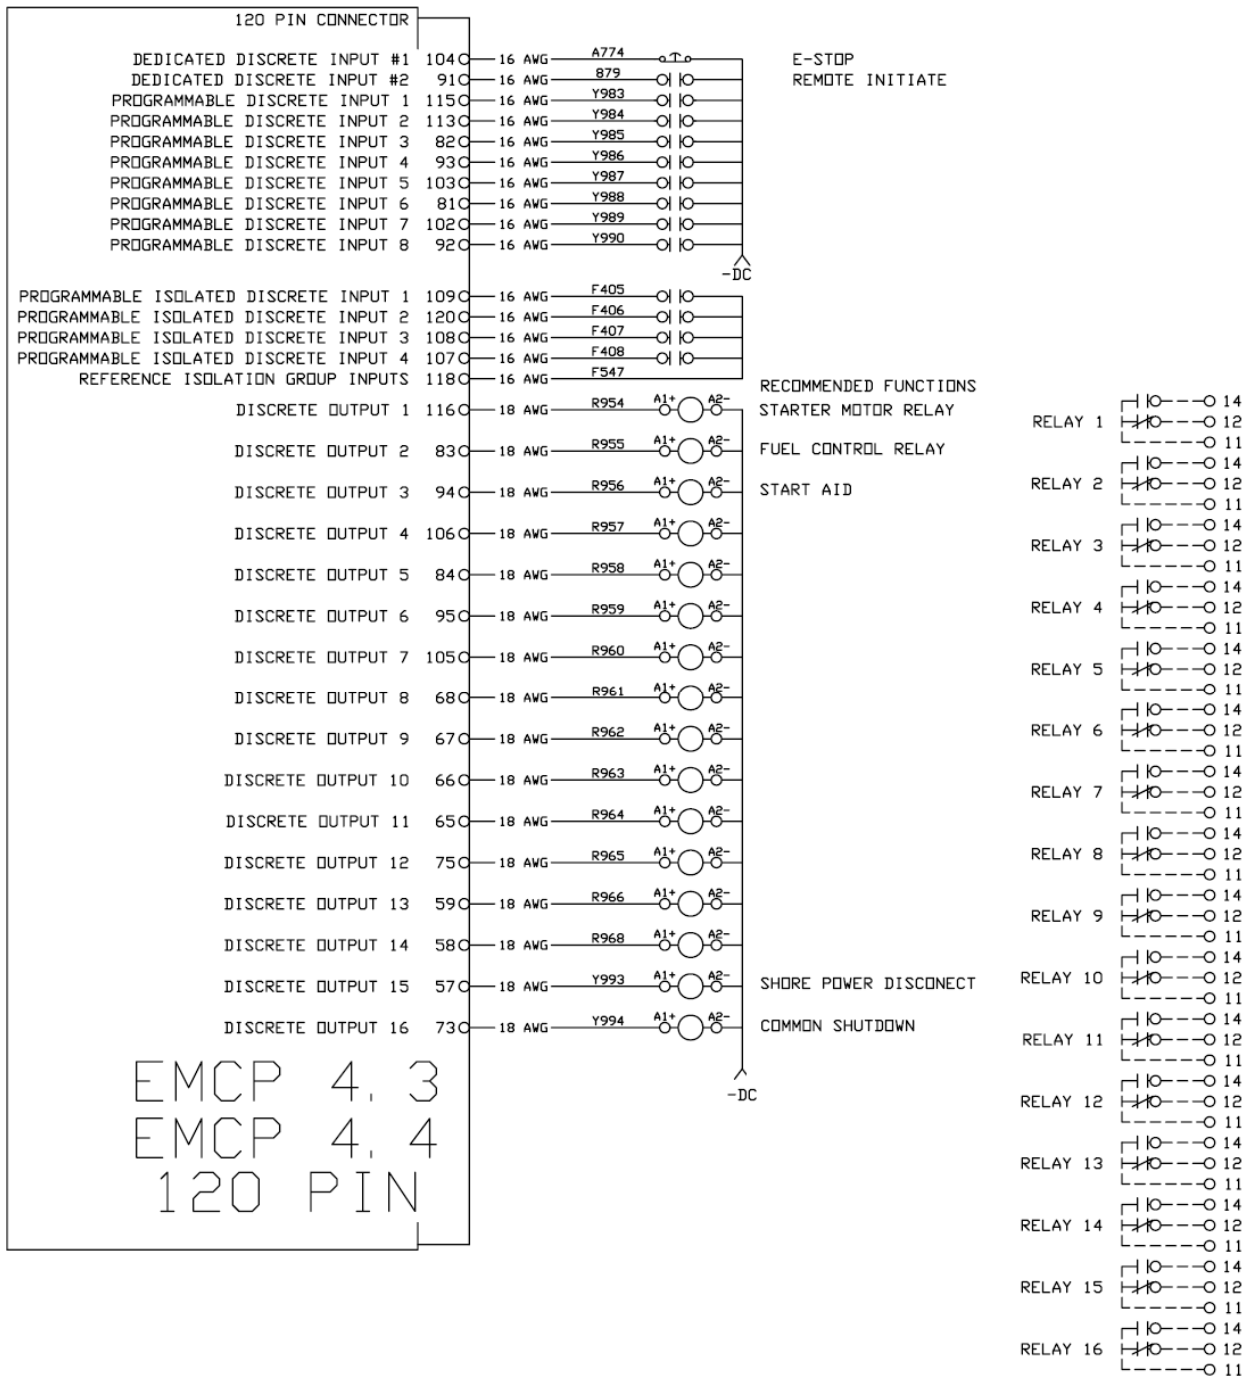 120 PIN CONNECTOR
DEDICATED DISCRETE INPUT #1 104 16 AWG A774 E-STOP
DEDICATED DISCRETE INPUT #2 91 16 AWG 879 REMOTE INITIATE
PROGRAMMABLE DISCRETE INPUT 1 115 16 AWG Y983
PROGRAMMABLE DISCRETE INPUT 2 113 16 AWG Y984
PROGRAMMABLE DISCRETE INPUT 3 82 16 AWG Y985
PROGRAMMABLE DISCRETE INPUT 4 93 16 AWG Y986
PROGRAMMABLE DISCRETE INPUT 5 103 16 AWG Y987
PROGRAMMABLE DISCRETE INPUT 6 81 16 AWG Y988
PROGRAMMABLE DISCRETE INPUT 7 102 16 AWG Y989
PROGRAMMABLE DISCRETE INPUT 8 92 16 AWG Y990
-DC
PROGRAMMABLE ISOLATED DISCRETE INPUT 1 109 16 AWG F405
PROGRAMMABLE ISOLATED DISCRETE INPUT 2 120 16 AWG F406
PROGRAMMABLE ISOLATED DISCRETE INPUT 3 108 16 AWG F407
PROGRAMMABLE ISOLATED DISCRETE INPUT 4 107 16 AWG F408
REFERENCE ISOLATION GROUP INPUTS 118 16 AWG F547
RECOMMENDED FUNCTIONS
DISCRETE OUTPUT 1 116 18 AWG R954 A1+ A2- STARTER MOTOR RELAY
DISCRETE OUTPUT 2 83 18 AWG R955 A1+ A2- FUEL CONTROL RELAY
DISCRETE OUTPUT 3 94 18 AWG R956 A1+ A2- START AID
DISCRETE OUTPUT 4 106 18 AWG R957 A1+ A2-
DISCRETE OUTPUT 5 84 18 AWG R958 A1+ A2-
DISCRETE OUTPUT 6 95 18 AWG R959 A1+ A2-
DISCRETE OUTPUT 7 105 18 AWG R960 A1+ A2-
DISCRETE OUTPUT 8 68 18 AWG R961 A1+ A2-
DISCRETE OUTPUT 9 67 18 AWG R962 A1+ A2-
DISCRETE OUTPUT 10 66 18 AWG R963 A1+ A2-
DISCRETE OUTPUT 11 65 18 AWG R964 A1+ A2-
DISCRETE OUTPUT 12 75 18 AWG R965 A1+ A2-
DISCRETE OUTPUT 13 59 18 AWG R966 A1+ A2-
DISCRETE OUTPUT 14 58 18 AWG R968 A1+ A2-
DISCRETE OUTPUT 15 57 18 AWG Y993 A1+ A2- SHORE POWER DISCONECT
DISCRETE OUTPUT 16 73 18 AWG Y994 A1+ A2- COMMON SHUTDOWN
-DC
EMCP 4.3
EMCP 4.4
120 PIN
14
RELAY 1 12
11
14
RELAY 2 12
11
14
RELAY 3 12
11
14
RELAY 4 12
11
14
RELAY 5 12
11
14
RELAY 6 12
11
14
RELAY 7 12
11
14
RELAY 8 12
11
14
RELAY 9 12
11
14
RELAY 10 12
11
14
RELAY 11 12
11
14
RELAY 12 12
11
14
RELAY 13 12
11
14
RELAY 14 12
11
14
RELAY 15 12
11
14
RELAY 16 12
11